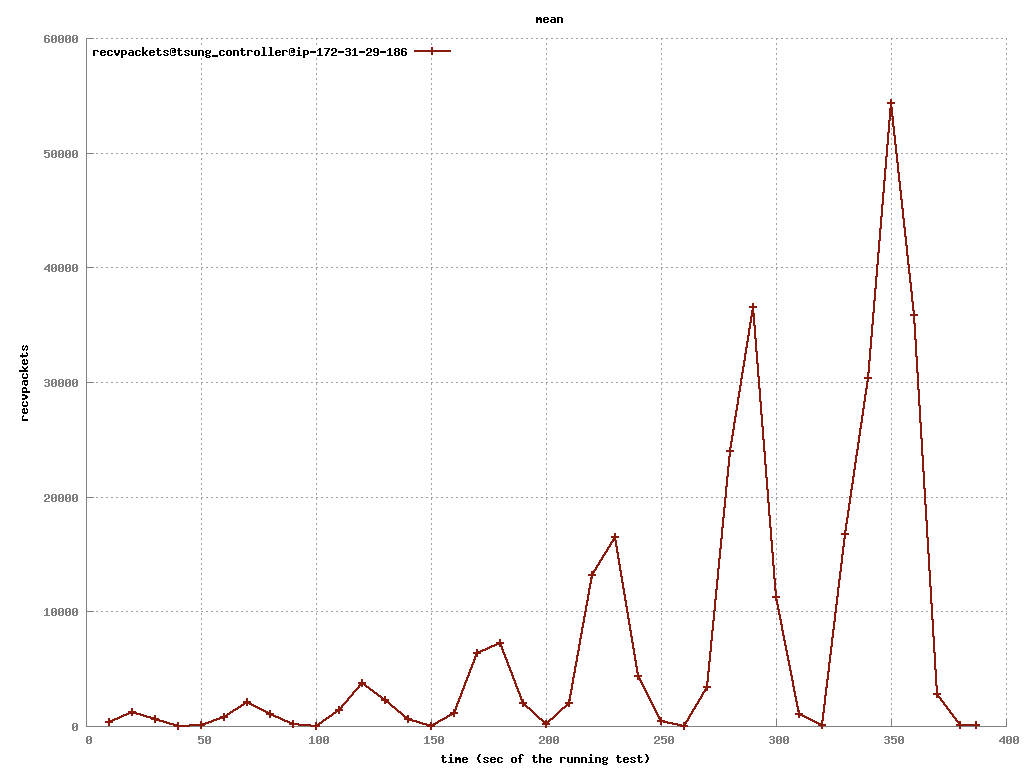 mean
60000
recvpackets@tsung_controller@ip-172-31-29-186
50000
40000
30000
20000
10000
0
recvpackets
0 50 100 150 200 250 300 350 400
time (sec of the running test)